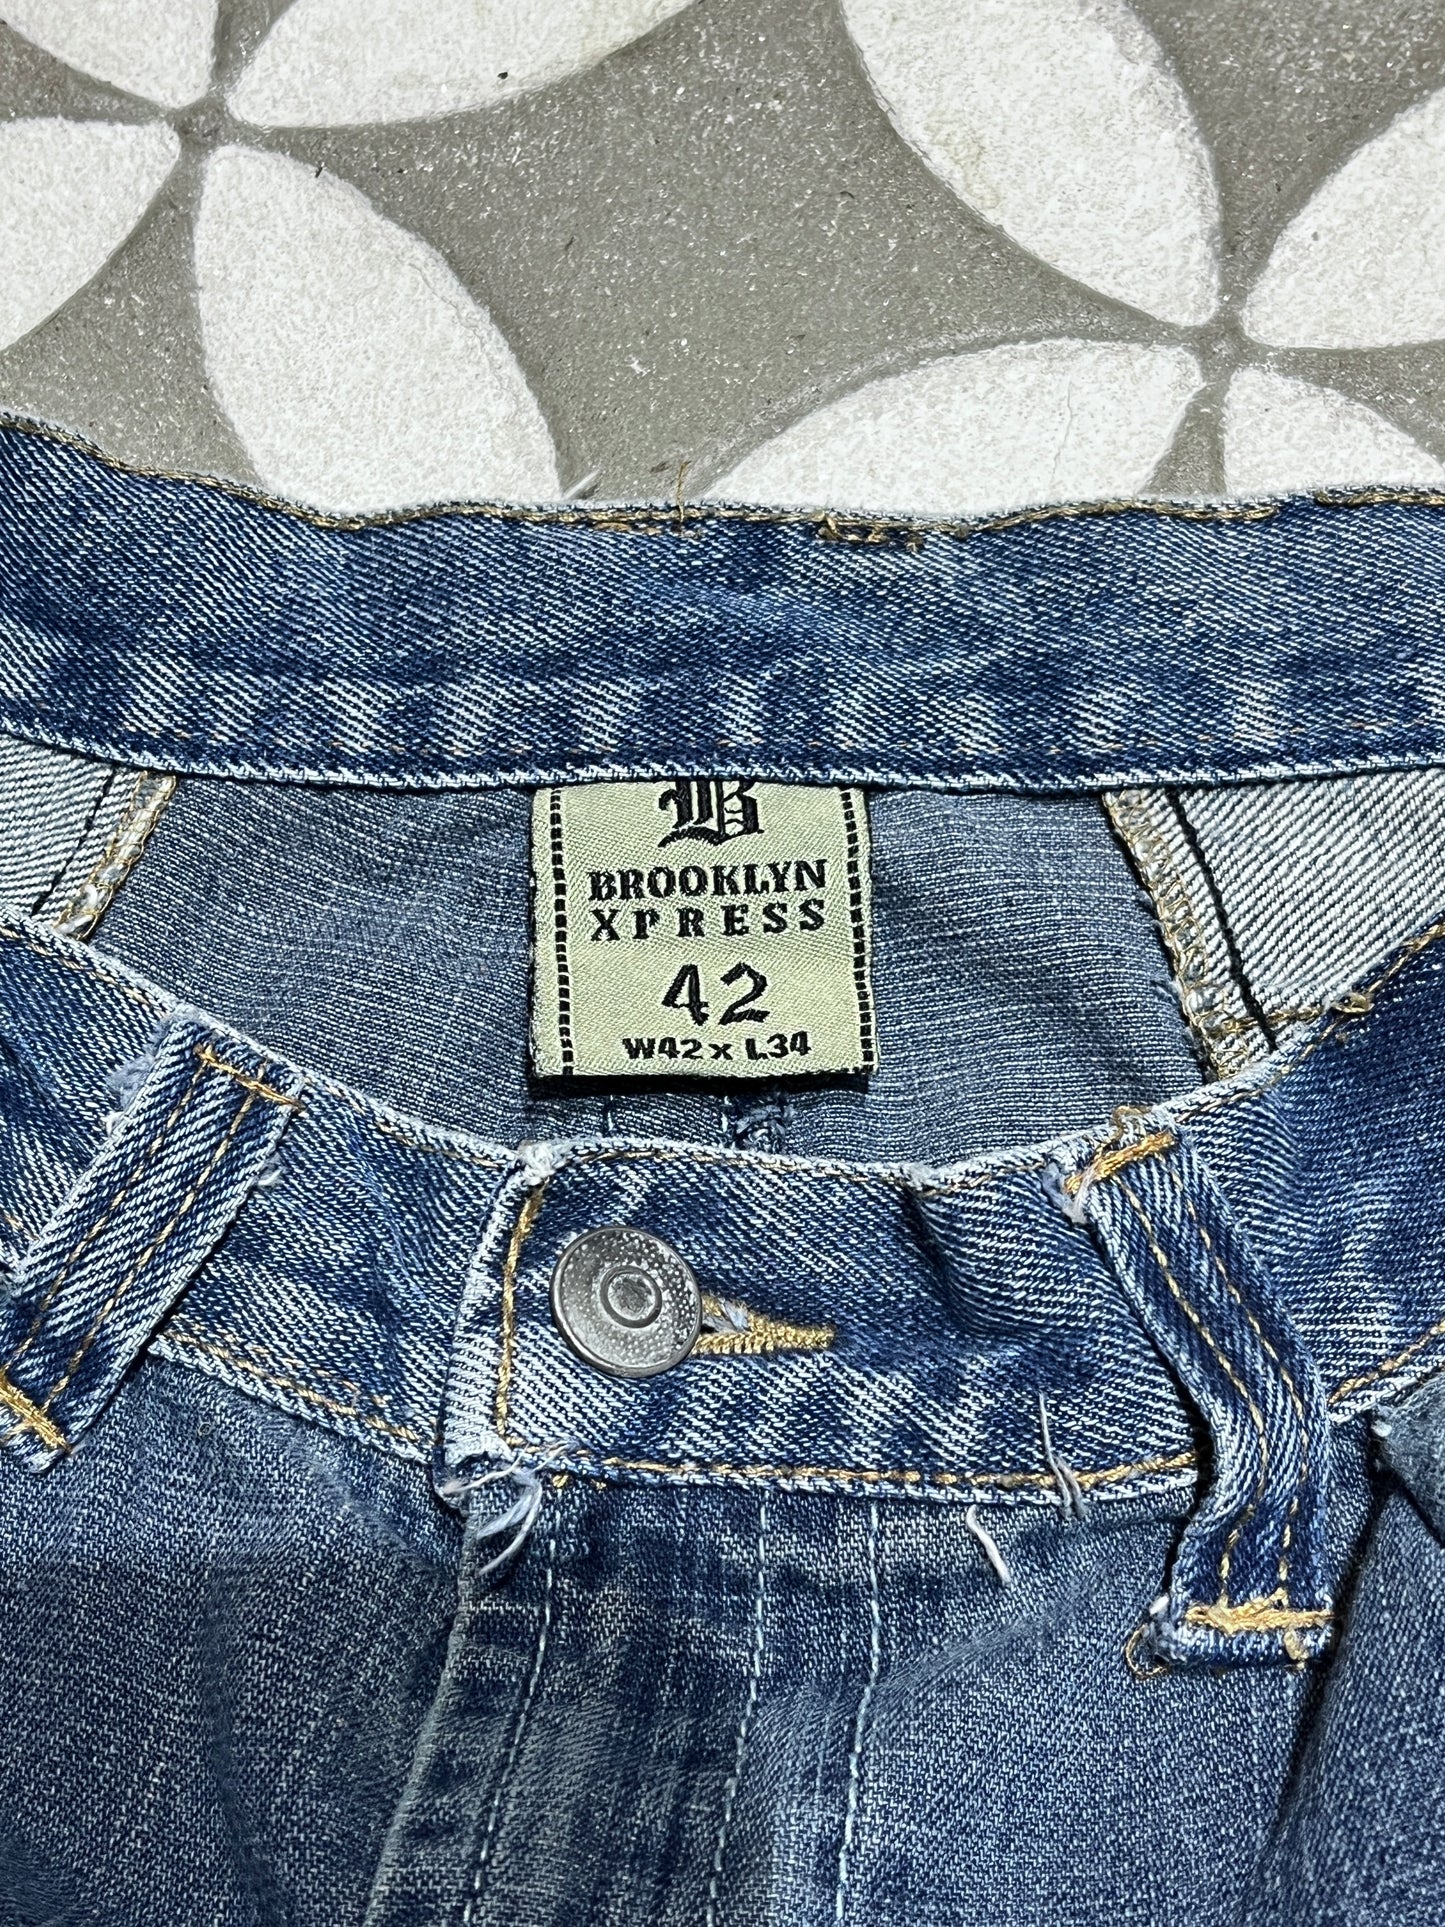 B
BROOKLYN
XPRESS
42
W42 x L34